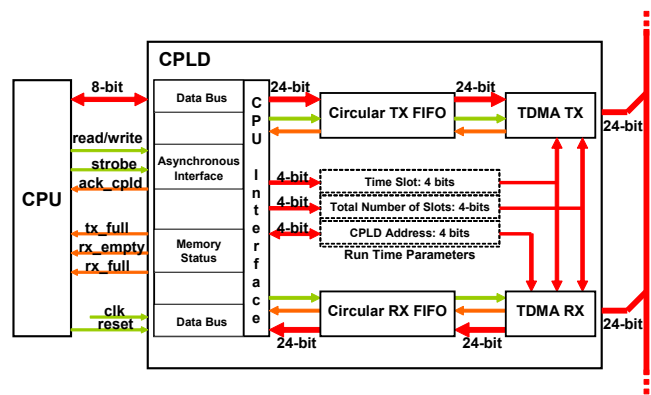 CPLD
8-bit
Data Bus
24-bit
24-bit
Circular TX FIFO
TDMA TX
24-bit
CPU Interface
read/write
strobe
ack_cpld
Asynchronous
Interface
CPU
4-bit
Time Slot: 4 bits
4-bit
Total Number of Slots: 4-bits
4-bit
CPLD Address: 4 bits
Run Time Parameters
tx_full
rx_empty
rx_full
Memory
Status
clk
reset
Data Bus
Circular RX FIFO
TDMA RX
24-bit
24-bit
24-bit